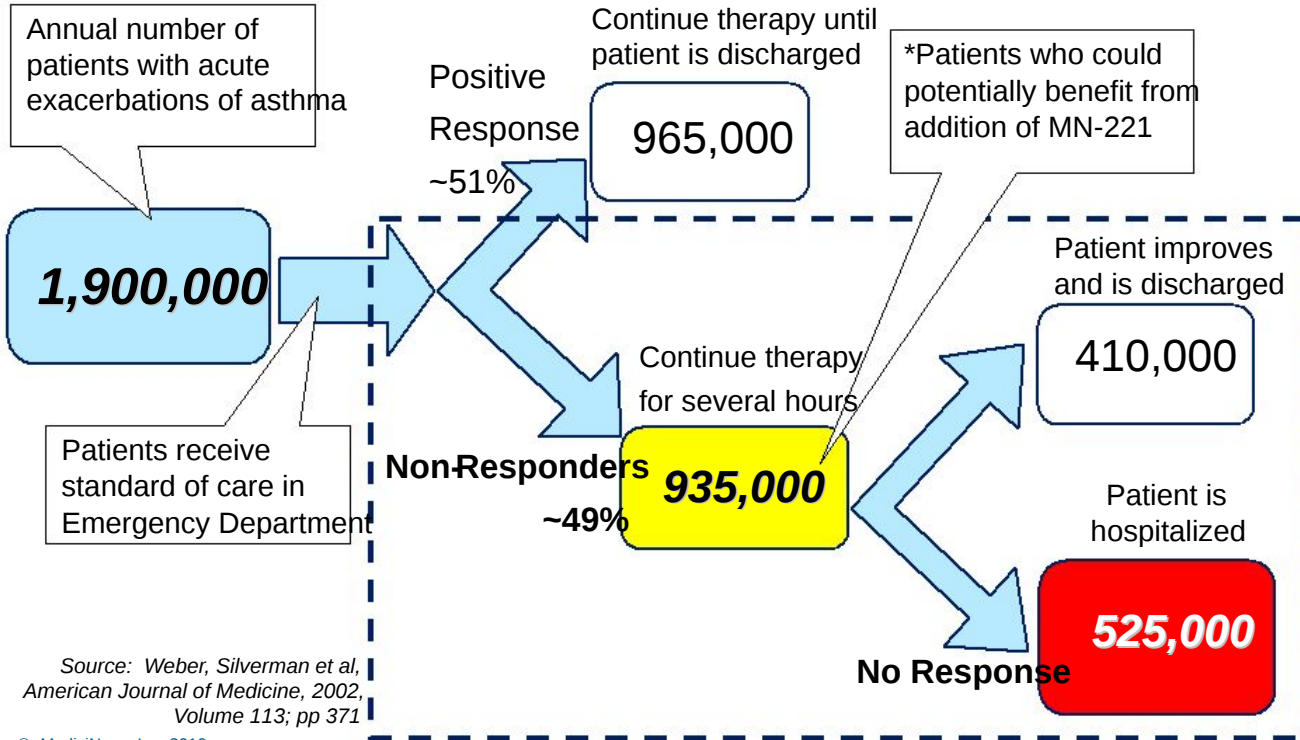 Annual number of
patients with acute
exacerbations of asthma
Continue therapy until
patient is discharged
*Patients who could
potentially benefit from
addition of MN-221
Positive
Response
~51%
965,000
1,900,000
Patient improves
and is discharged
410,000
Continue therapy
for several hours
Patients receive
standard of care in
Emergency Department
Non-Responders
~49%
935,000
Patient is
hospitalized
525,000
No Response
Source: Weber, Silverman et al,
American Journal of Medicine, 2002,
Volume 113; pp 371